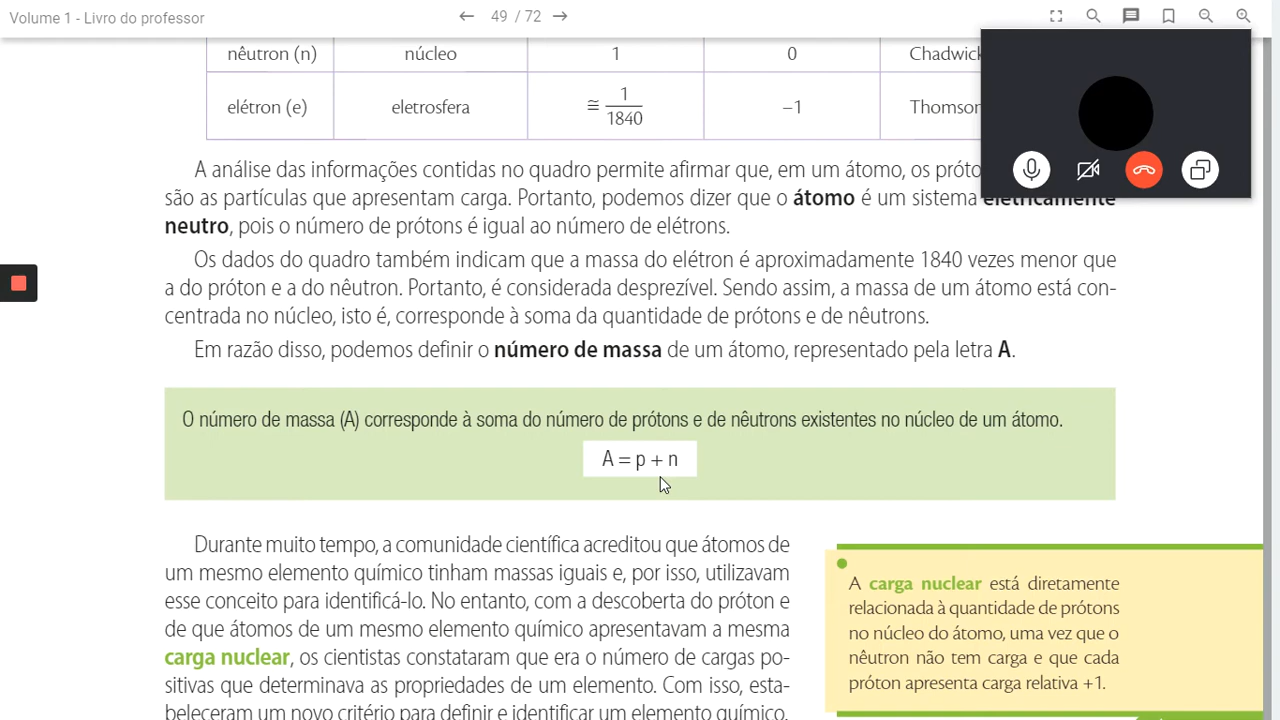 Volume 1 - Livro do professor
49 / 72
nêutron (n) núcleo 1 0 Chadwick
elétron (e) eletrosfera ≅ 1/1840 –1 Thomson
A análise das informações contidas no quadro permite afirmar que, em um átomo, os
são as partículas que apresentam carga. Portanto, podemos dizer que o átomo é um sistema eletricamente
neutro, pois o número de prótons é igual ao número de elétrons.
Os dados do quadro também indicam que a massa do elétron é aproximadamente 1840 vezes menor que
a do próton e a do nêutron. Portanto, é considerada desprezível. Sendo assim, a massa de um átomo está con-
centrada no núcleo, isto é, corresponde à soma da quantidade de prótons e de nêutrons.
Em razão disso, podemos definir o número de massa de um átomo, representado pela letra A.
O número de massa (A) corresponde à soma do número de prótons e de nêutrons existentes no núcleo de um átomo.
A = p + n
Durante muito tempo, a comunidade científica acreditou que átomos de
um mesmo elemento químico tinham massas iguais e, por isso, utilizavam
esse conceito para identificá-lo. No entanto, com a descoberta do próton e
de que átomos de um mesmo elemento químico apresentavam a mesma
carga nuclear, os cientistas constataram que era o número de cargas po-
sitivas que determinava as propriedades de um elemento. Com isso, esta-
beleceram um novo critério para definir e identificar um elemento químico.
A carga nuclear está diretamente
relacionada à quantidade de prótons
no núcleo do átomo, uma vez que o
nêutron não tem carga e que cada
próton apresenta carga relativa +1.